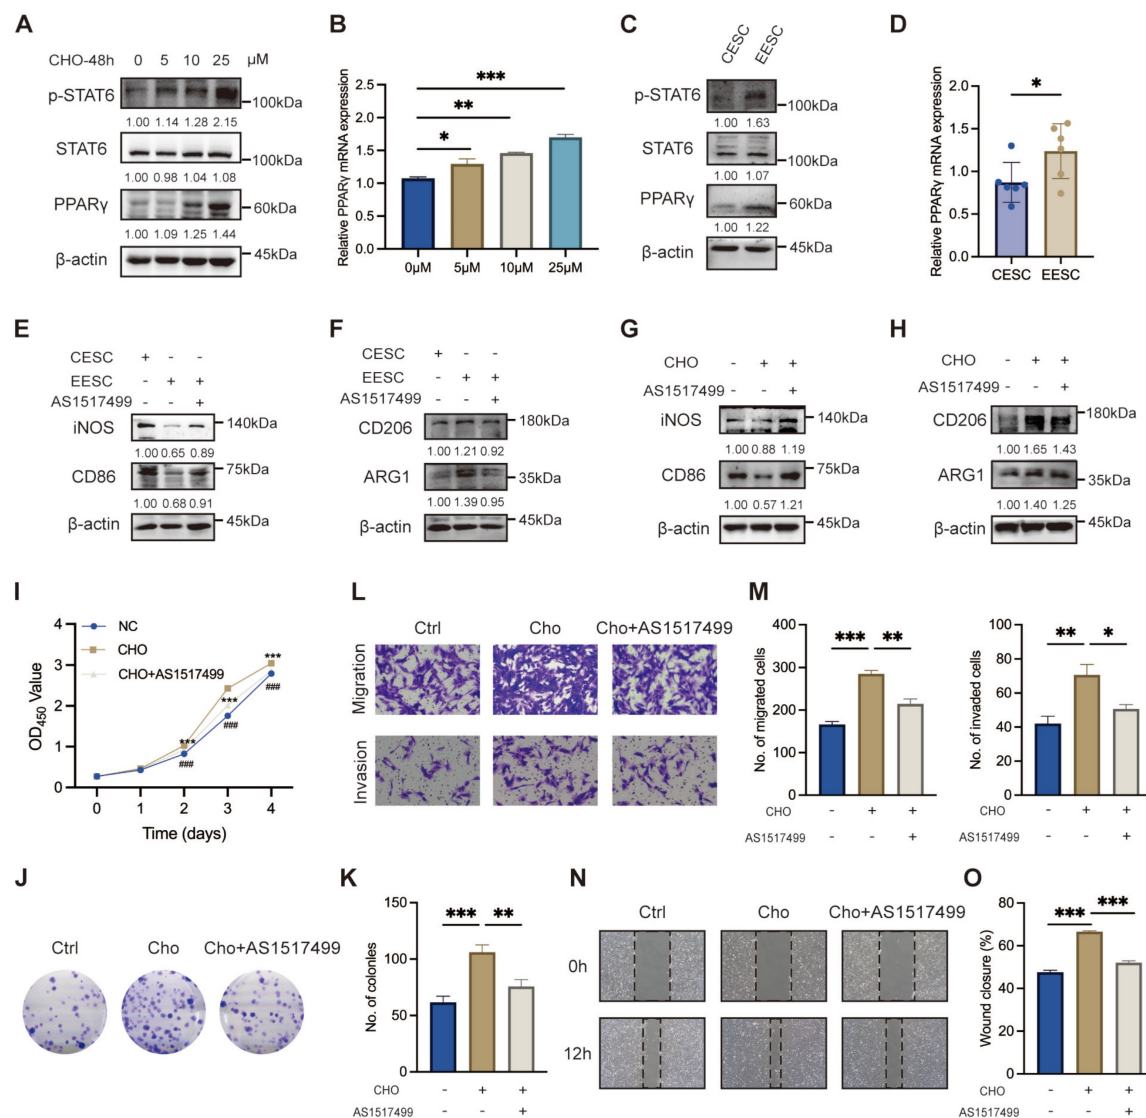 A
CHO-48h 0 5 10 25 μM
p-STAT6
100kDa
1.00 1.14 1.28 2.15
STAT6
100kDa
1.00 0.98 1.04 1.08
PPARγ
60kDa
1.00 1.09 1.25 1.44
β-actin
45kDa
B
Relative PPARγ mRNA expression
2.5
2.0
1.5
1.0
0.5
0.0
***
**
*
0μM 5μM 10μM 25μM
C
CESC EESC
p-STAT6
100kDa
1.00 1.63
STAT6
100kDa
1.00 1.07
PPARγ
60kDa
1.00 1.22
β-actin
45kDa
D
Relative PPARγ mRNA expression
2.0
1.5
1.0
0.5
0.0
*
CESC EESC
E
CESC + - -
EESC - + +
AS1517499 - - +
iNOS
140kDa
1.00 0.65 0.89
CD86
75kDa
1.00 0.68 0.91
β-actin
45kDa
F
CESC + - -
EESC - + +
AS1517499 - - +
CD206
180kDa
1.00 1.21 0.92
ARG1
35kDa
1.00 1.39 0.95
β-actin
45kDa
G
CHO - + +
AS1517499 - - +
iNOS
140kDa
1.00 0.88 1.19
CD86
75kDa
1.00 0.57 1.21
β-actin
45kDa
H
CHO - + +
AS1517499 - - +
CD206
180kDa
1.00 1.65 1.43
ARG1
35kDa
1.00 1.40 1.25
β-actin
45kDa
I
NC
CHO
CHO+AS1517499
OD450 Value
4
3
2
1
0
***
***
***
###
###
###
0 1 2 3 4
Time (days)
L
Ctrl Cho Cho+AS1517499
Migration
Invasion
M
No. of migrated cells
400
300
200
100
0
*** **
CHO - + +
AS1517499 - - +
No. of invaded cells
100
80
60
40
20
0
** *
CHO - + +
AS1517499 - - +
J
Ctrl Cho Cho+AS1517499
K
No. of colonies
150
100
50
0
*** **
CHO - + +
AS1517499 - - +
N
Ctrl Cho Cho+AS1517499
0h
12h
O
Wound closure (%)
80
60
40
20
0
*** ***
CHO - + +
AS1517499 - - +